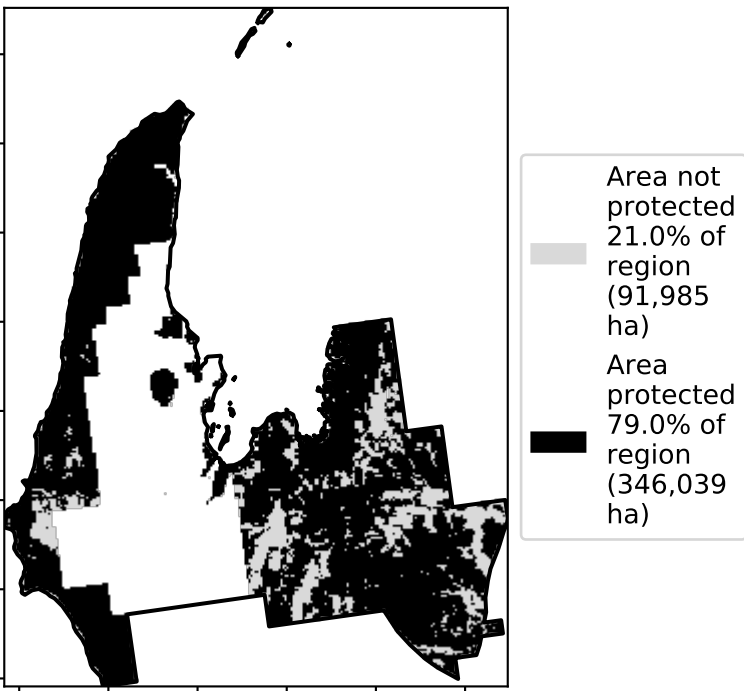 Area not
protected
21.0% of
region
(91,985
ha)
Area
protected
79.0% of
region
(346,039
ha)